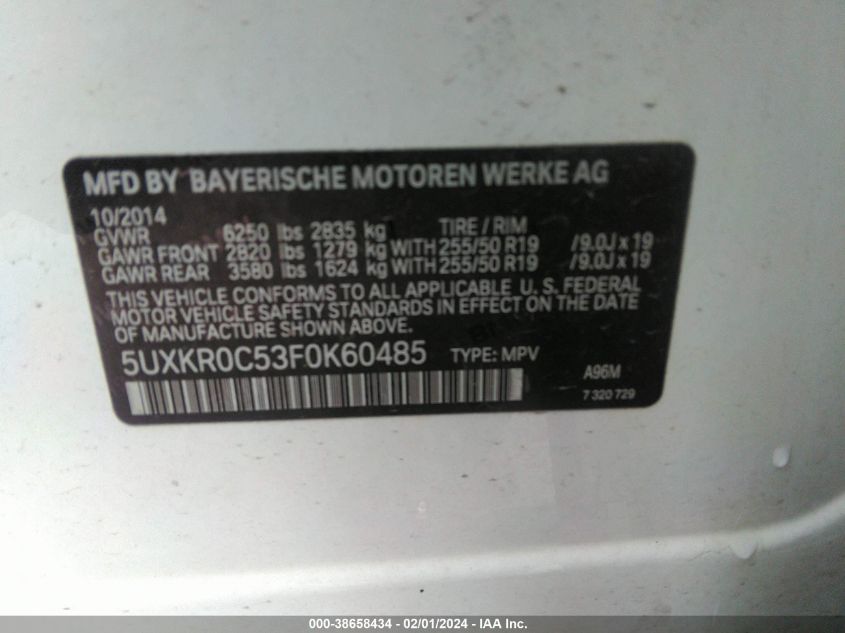 MFD BY BAYERISCHE MOTOREN WERKE AG
10/2014
GVWR 6250 lbs 2835 kg TIRE / RIM
GAWR FRONT 2820 lbs 1279 kg WITH 255/50 R19 /9.0J x 19
GAWR REAR 3580 lbs 1624 kg WITH 255/50 R19 /9.0J x 19
THIS VEHICLE CONFORMS TO ALL APPLICABLE U. S. FEDERAL
MOTOR VEHICLE SAFETY STANDARDS IN EFFECT ON THE DATE
OF MANUFACTURE SHOWN ABOVE.
5UXKR0C53F0K60485 TYPE: MPV
A96M
7 320 729
000-38658434 - 02/01/2024 - IAA Inc.